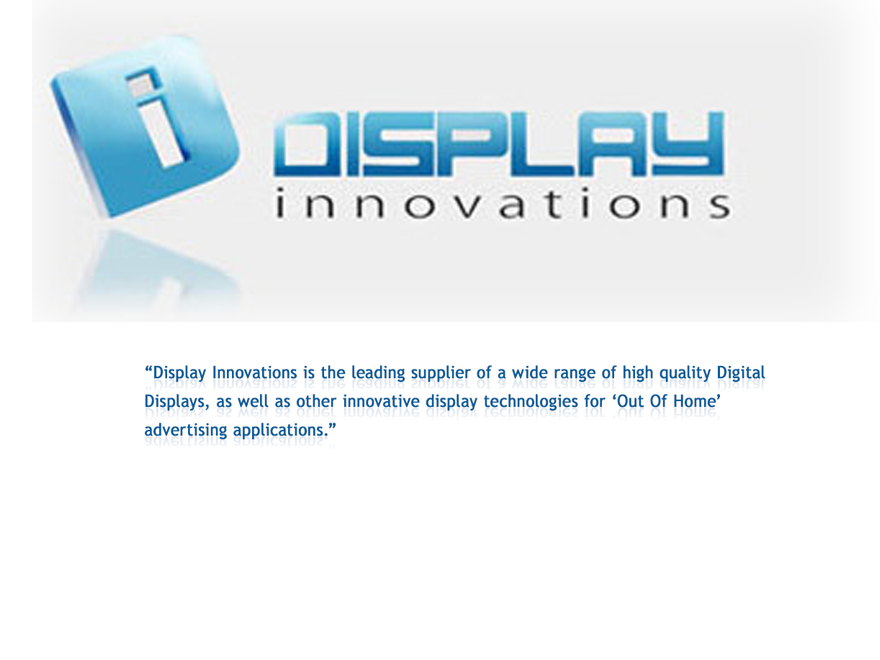 i
DISPLAY
innovations
“Display Innovations is the leading supplier of a wide range of high quality Digital
Displays, as well as other innovative display technologies for ‘Out Of Home’
advertising applications.”